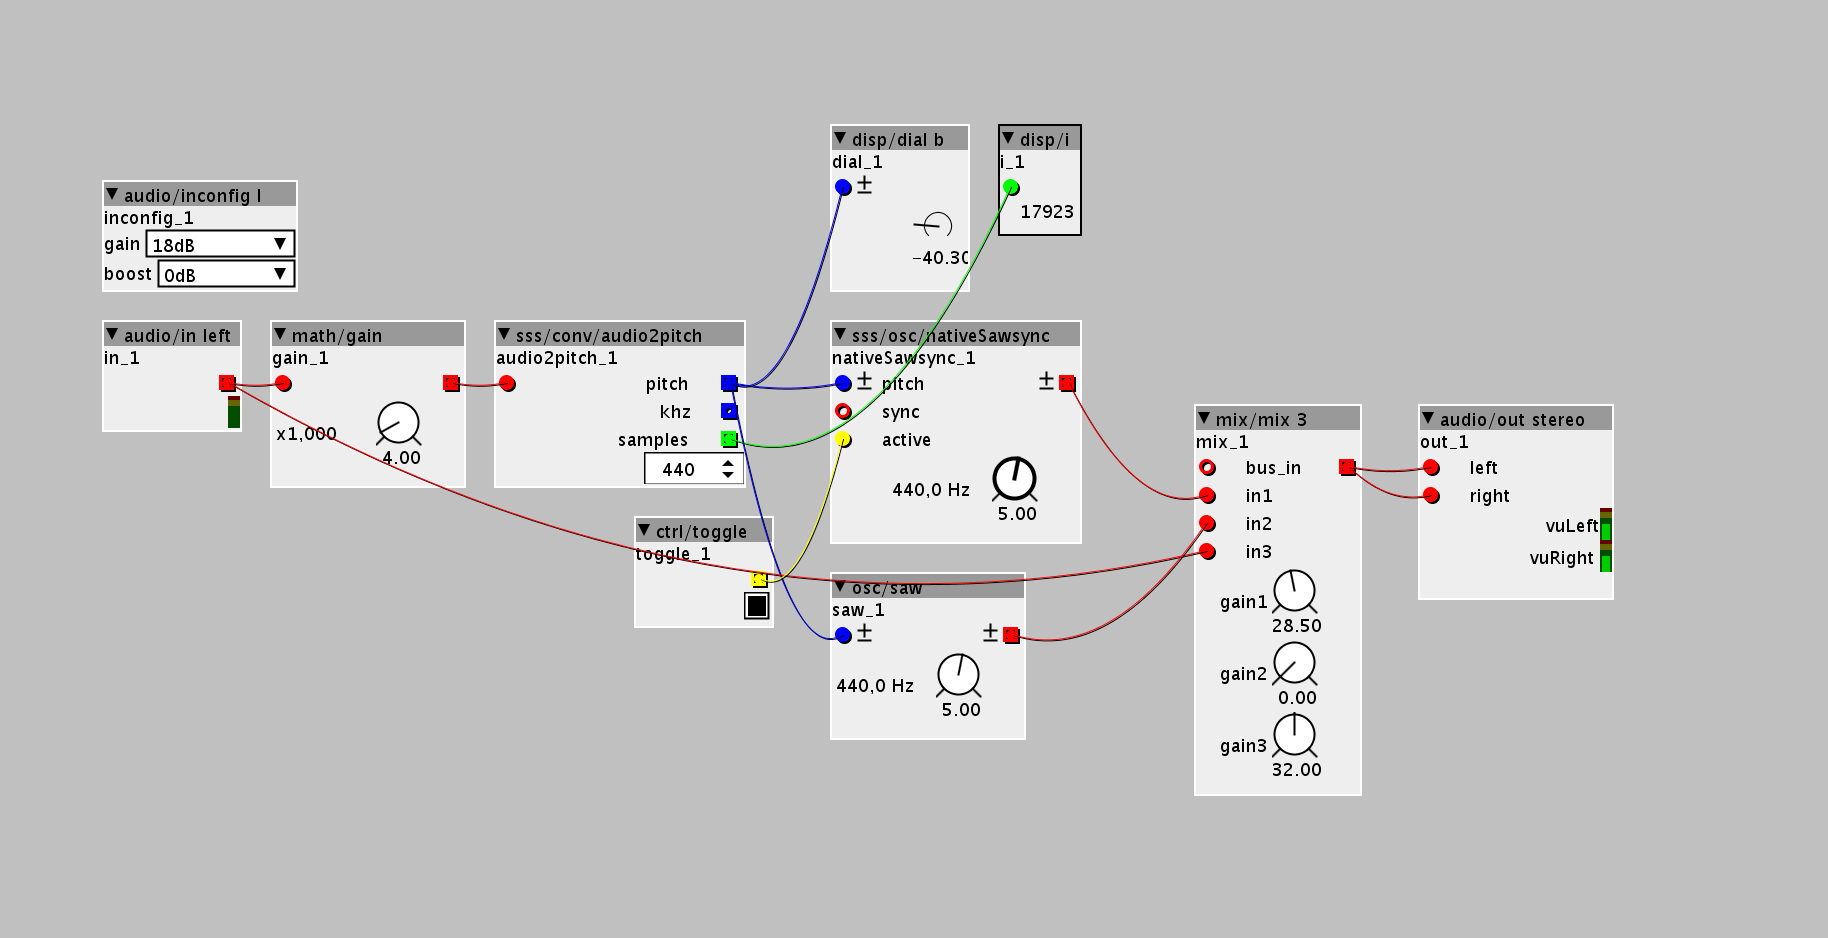 audio/inconfig l
inconfig_1
gain 18dB
boost 0dB
audio/in left
in_1
math/gain
gain_1
x1,000
4.00
sss/conv/audio2pitch
audio2pitch_1
pitch
khz
samples
440
ctrl/toggle
toggle_1
disp/dial b
dial_1
±
-40.30
disp/i
i_1
17923
sss/osc/nativeSawsync
nativeSawsync_1
± pitch ±
sync
active
440,0 Hz
5.00
osc/saw
saw_1
± ±
440,0 Hz
5.00
mix/mix 3
mix_1
bus_in
in1
in2
in3
gain1
28.50
gain2
0.00
gain3
32.00
audio/out stereo
out_1
left
right
vuLeft
vuRight